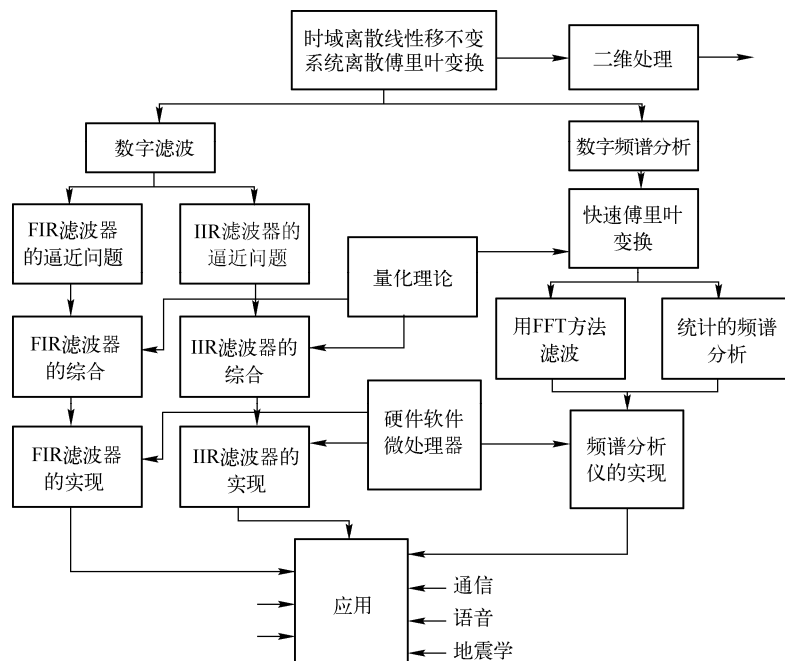 时域离散线性移不变
系统离散傅里叶变换
二维处理
数字滤波
数字频谱分析
FIR滤波器
的逼近问题
IIR滤波器的
逼近问题
快速傅里叶
变换
量化理论
FIR滤波器
的综合
IIR滤波器的
综合
用FFT方法
滤波
统计的频谱
分析
硬件软件
微处理器
FIR滤波器
的实现
IIR滤波器的
实现
频谱分析
仪的实现
应用
通信
语音
地震学